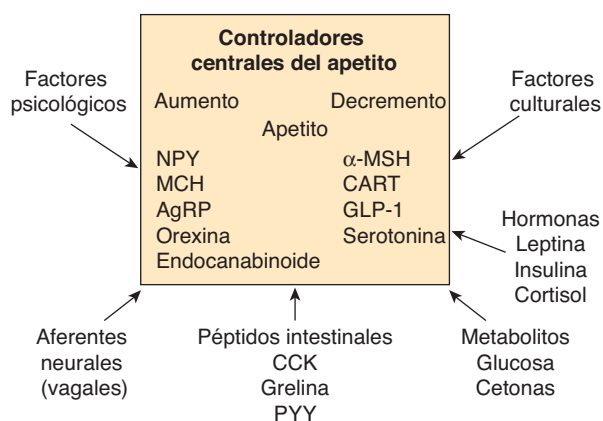 Controladores
centrales del apetito
Aumento
Decremento
Apetito
NPY
MCH
AgRP
Orexina
Endocanabinoide
α-MSH
CART
GLP-1
Serotonina
Factores
psicológicos
Factores
culturales
Hormonas
Leptina
Insulina
Cortisol
Aferentes
neurales
(vagales)
Péptidos intestinales
CCK
Grelina
PYY
Metabolitos
Glucosa
Cetonas